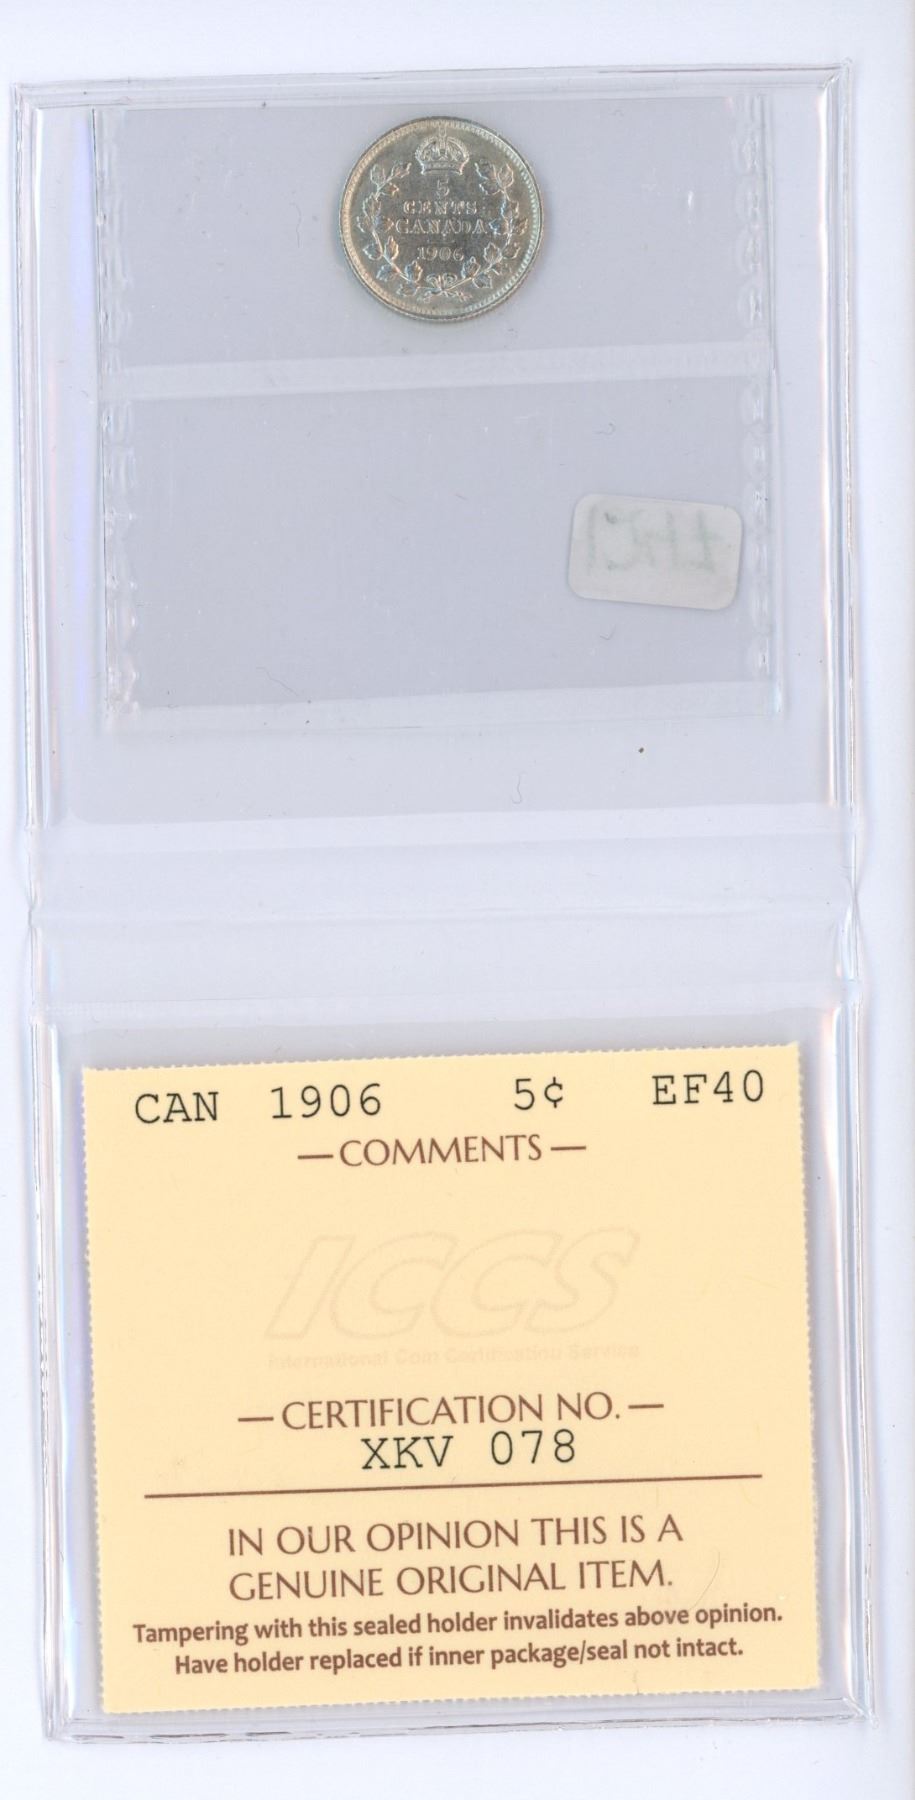 5
CENTS
CANADA
1906
CAN 1906 5¢ EF40
—COMMENTS—
ICCS
International Coin Certification Service
—CERTIFICATION NO.—
XKV 078
IN OUR OPINION THIS IS A
GENUINE ORIGINAL ITEM.
Tampering with this sealed holder invalidates above opinion.
Have holder replaced if inner package/seal not intact.